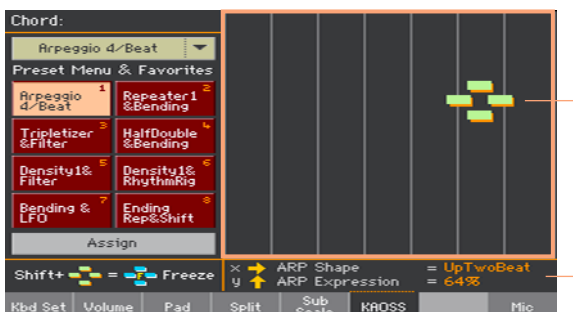 Chord:
Arpeggio 4/Beat
Preset Menu & Favorites
Arpeggio 4/Beat 1
Repeater1 &Bending 2
Tripletizer &Filter 3
HalfDouble &Bending 4
Density1& Filter 5
Density1& RhythmRig 6
Bending & LFO 7
Ending Rep&Shift 8
Assign
Shift+ = F Freeze
x ARP Shape = UpTwoBeat
y ARP Expression = 64%
Kbd Set Volume Pad Split Sub Scale KAOSS Mic